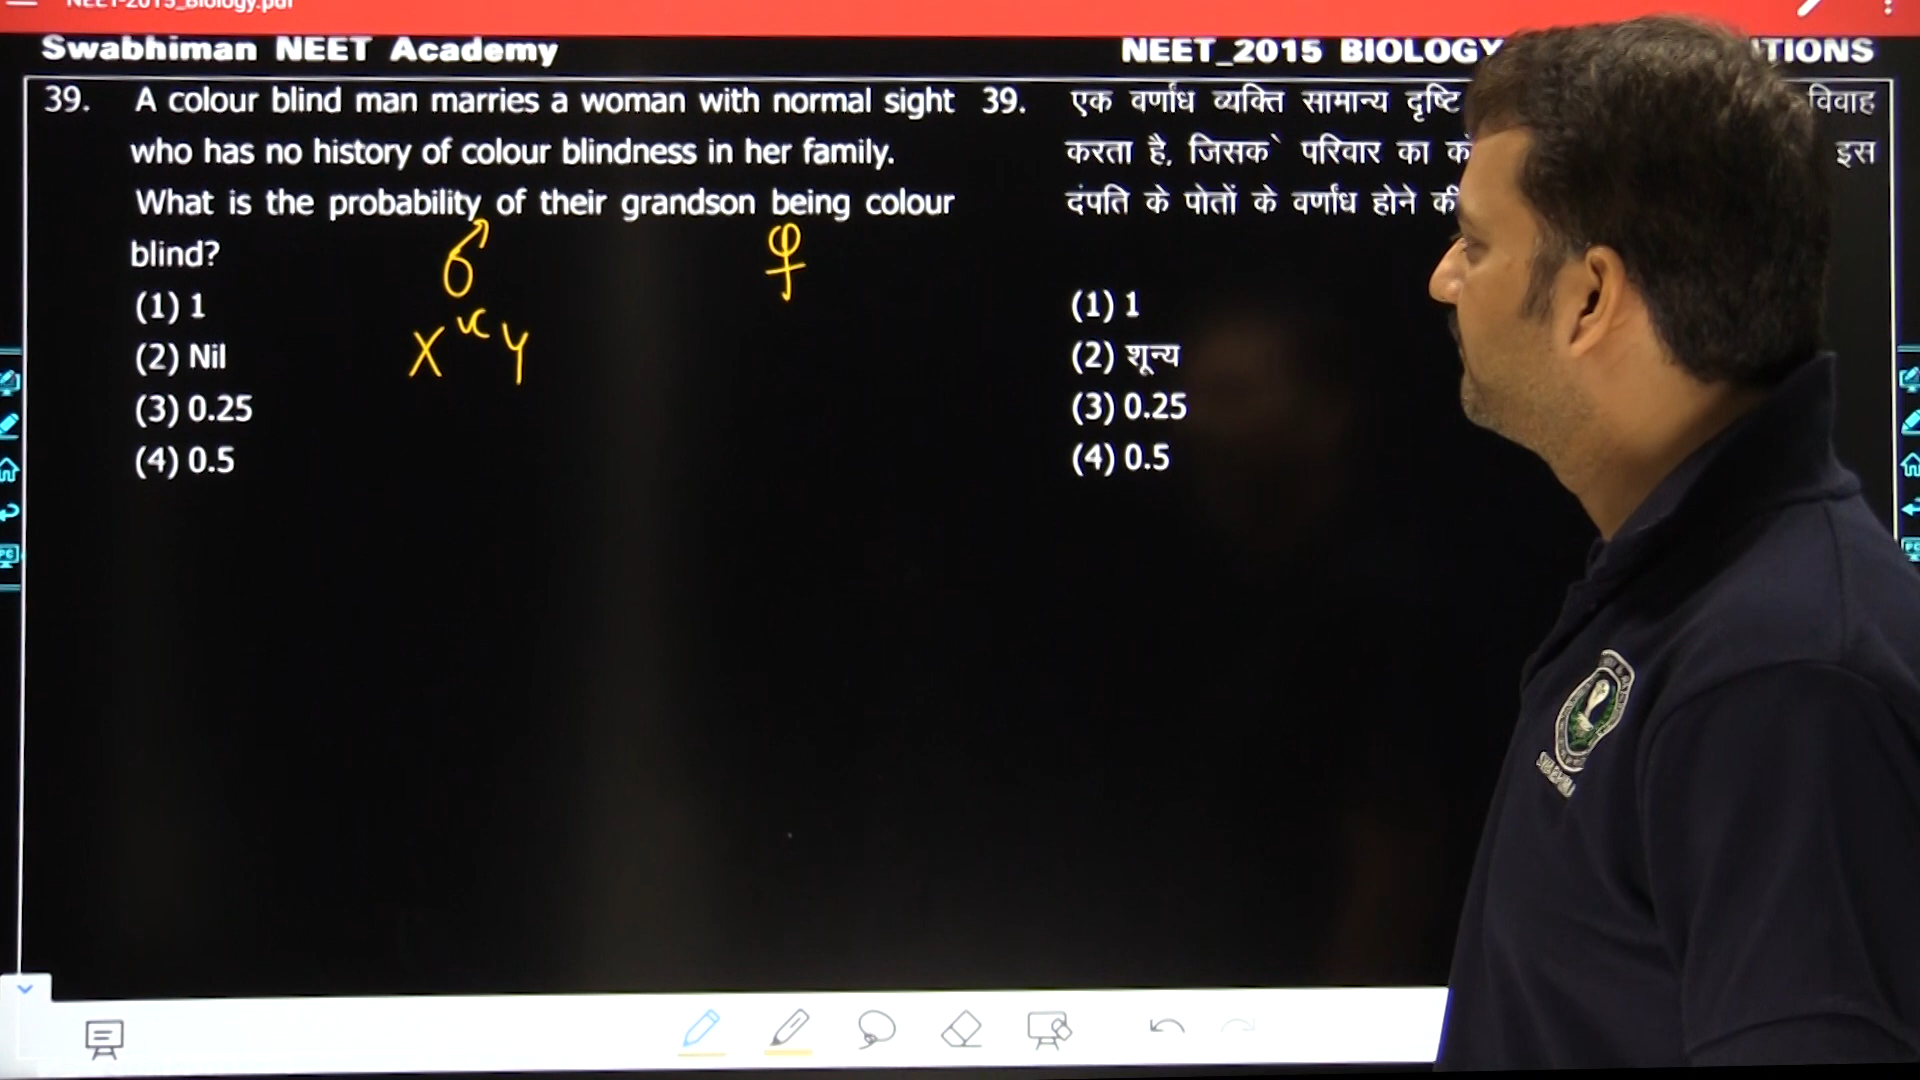 NEET-2015_Biology.pdf
Swabhiman NEET Academy
NEET_2015 BIOLOGY
39. A colour blind man marries a woman with normal sight
who has no history of colour blindness in her family.
What is the probability of their grandson being colour
blind?
(1) 1
(2) Nil
(3) 0.25
(4) 0.5
♂ ♀
X Y
39. एक वर्णांध व्यक्ति सामान्य दृष्टि विवाह
करता है, जिसक` परिवार का इस
दंपति के पोतों के वर्णांध होने की
(1) 1
(2) शून्य
(3) 0.25
(4) 0.5